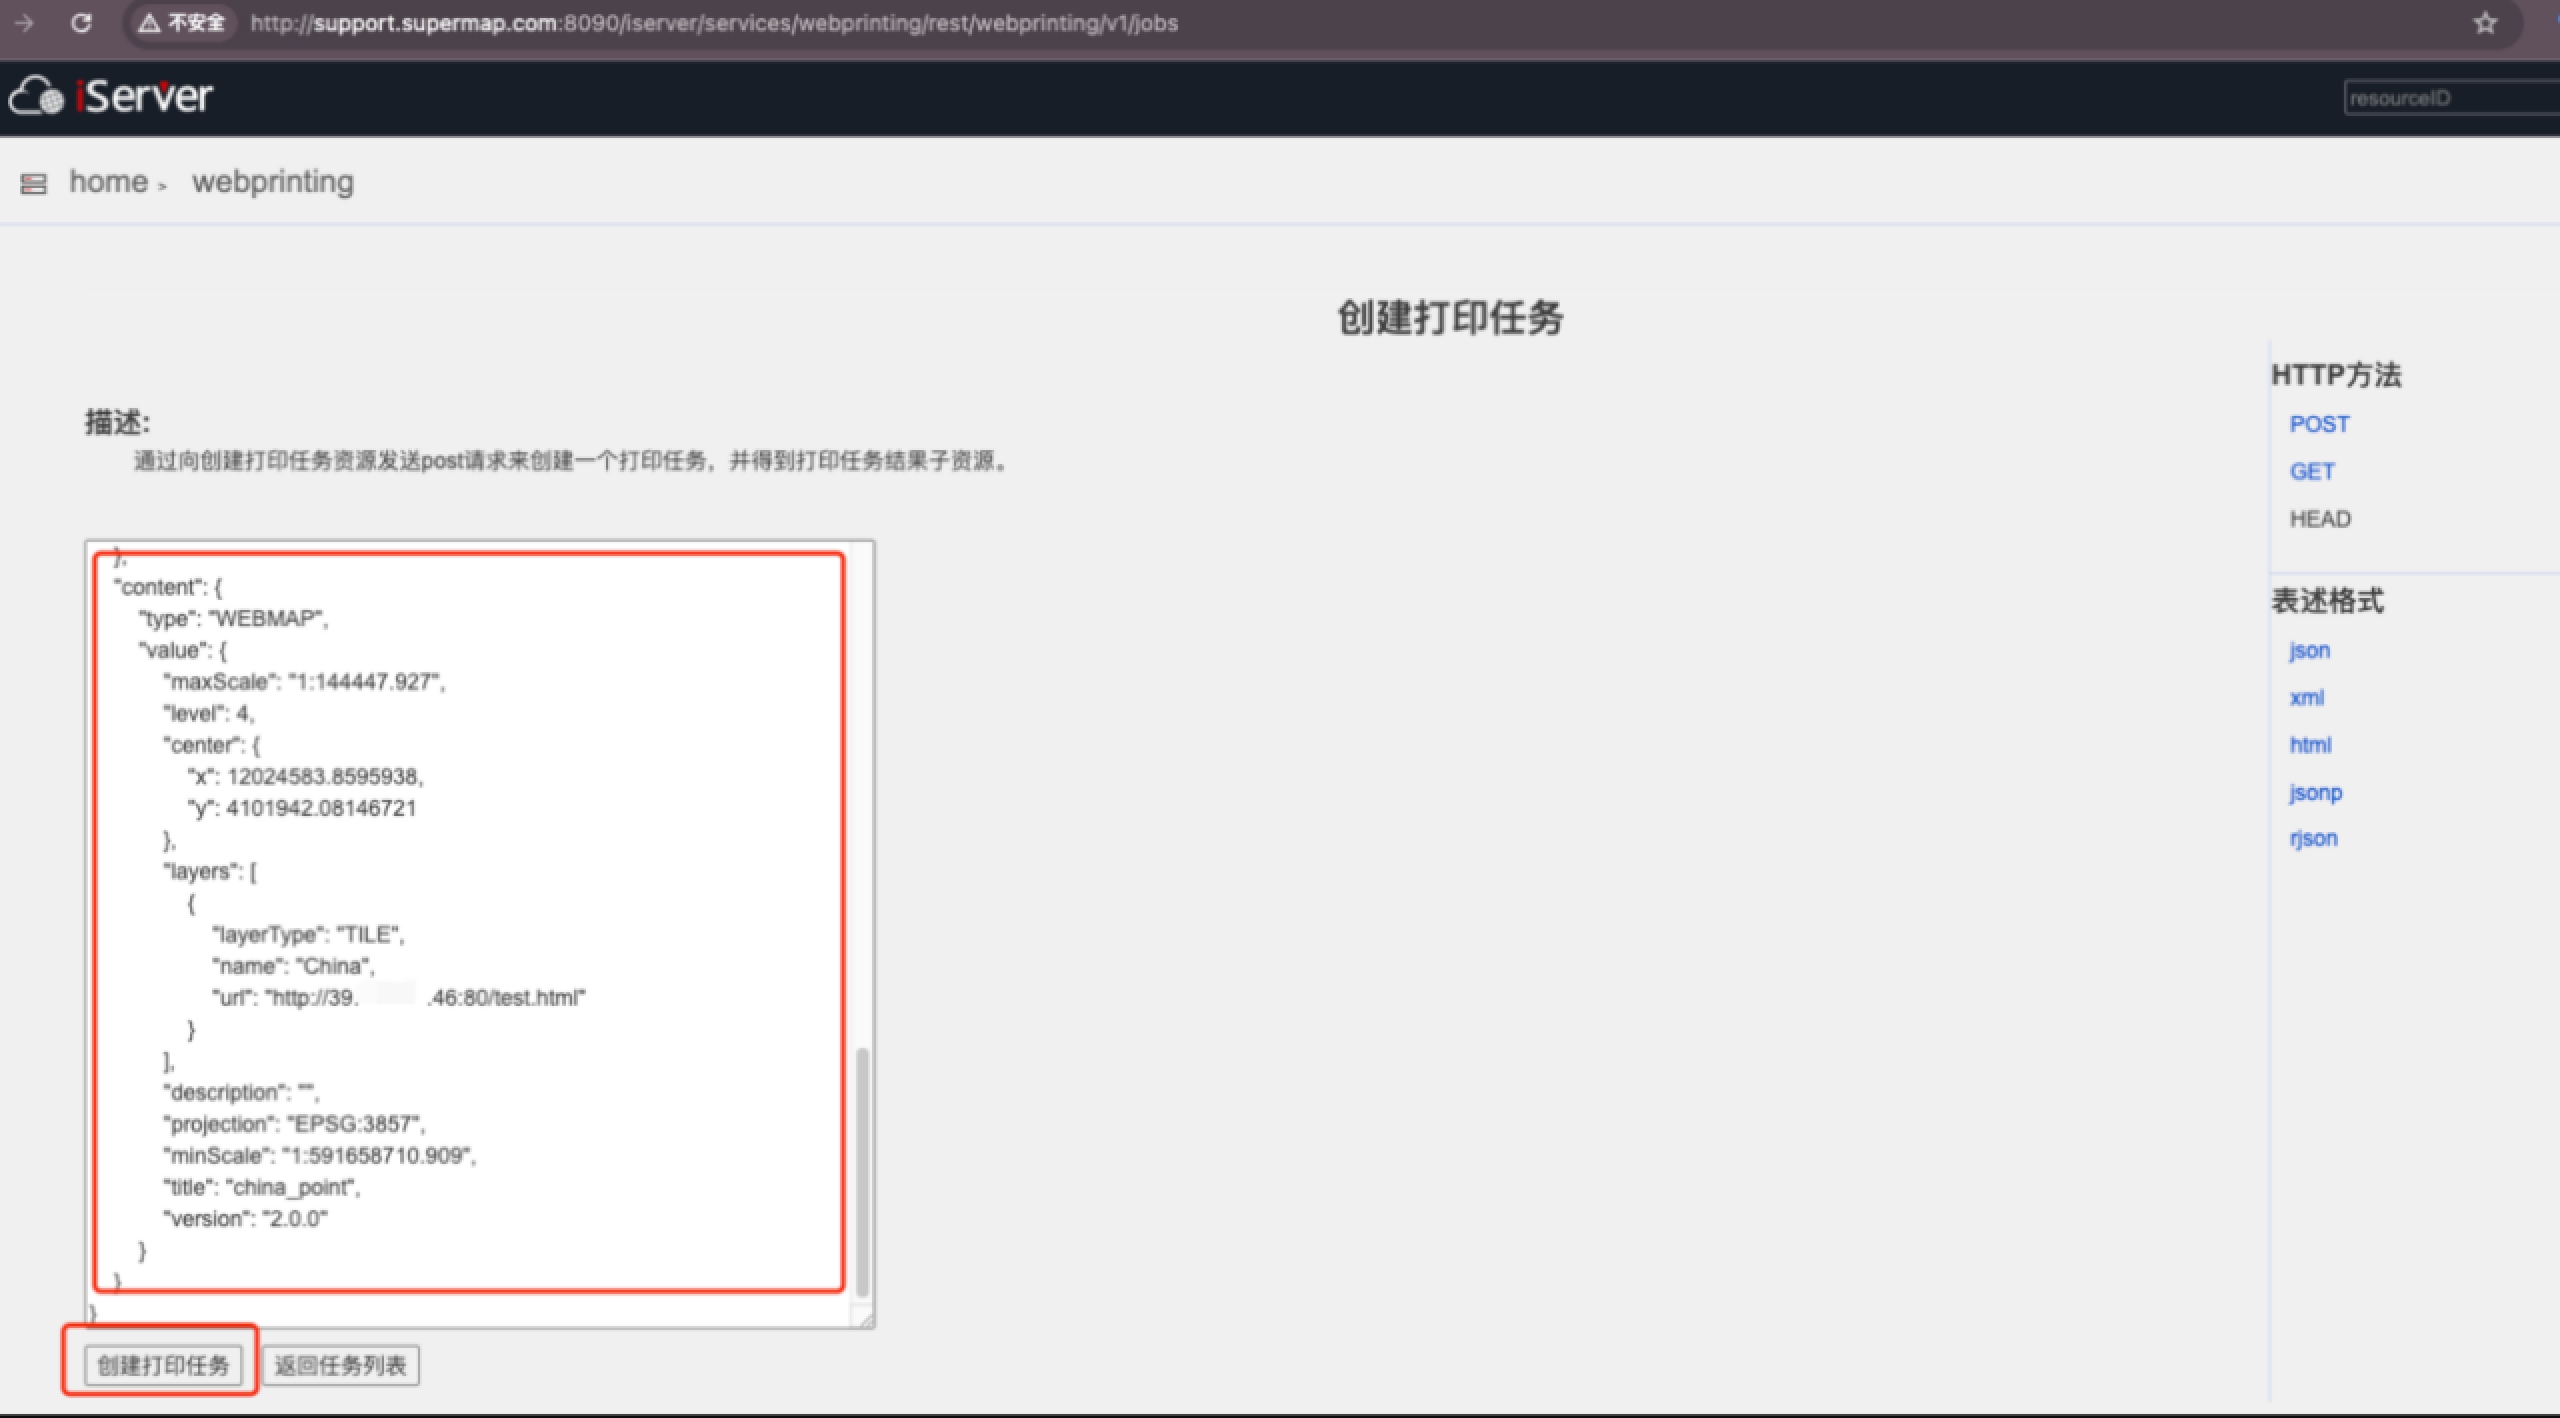 不安全 http://support.supermap.com:8090/iserver/services/webprinting/rest/webprinting/v1/jobs
iServer
resourceID
home > webprinting
创建打印任务
描述:
通过向创建打印任务资源发送post请求来创建一个打印任务，并得到打印任务结果子资源。
},
"content": {
"type": "WEBMAP",
"value": {
"maxScale": "1:144447.927",
"level": 4,
"center": {
"x": 12024583.8595938,
"y": 4101942.08146721
},
"layers": [
{
"layerType": "TILE",
"name": "China",
"url": "http://39. .46:80/test.html"
}
],
"description": "",
"projection": "EPSG:3857",
"minScale": "1:591658710.909",
"title": "china_point",
"version": "2.0.0"
}
}
}
创建打印任务 返回任务列表
HTTP方法
POST
GET
HEAD
表述格式
json
xml
html
jsonp
rjson